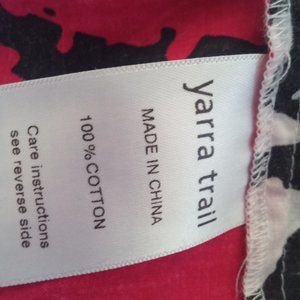 yarra trail
MADE IN CHINA
100%COTTON
Care instructions
see reverse side